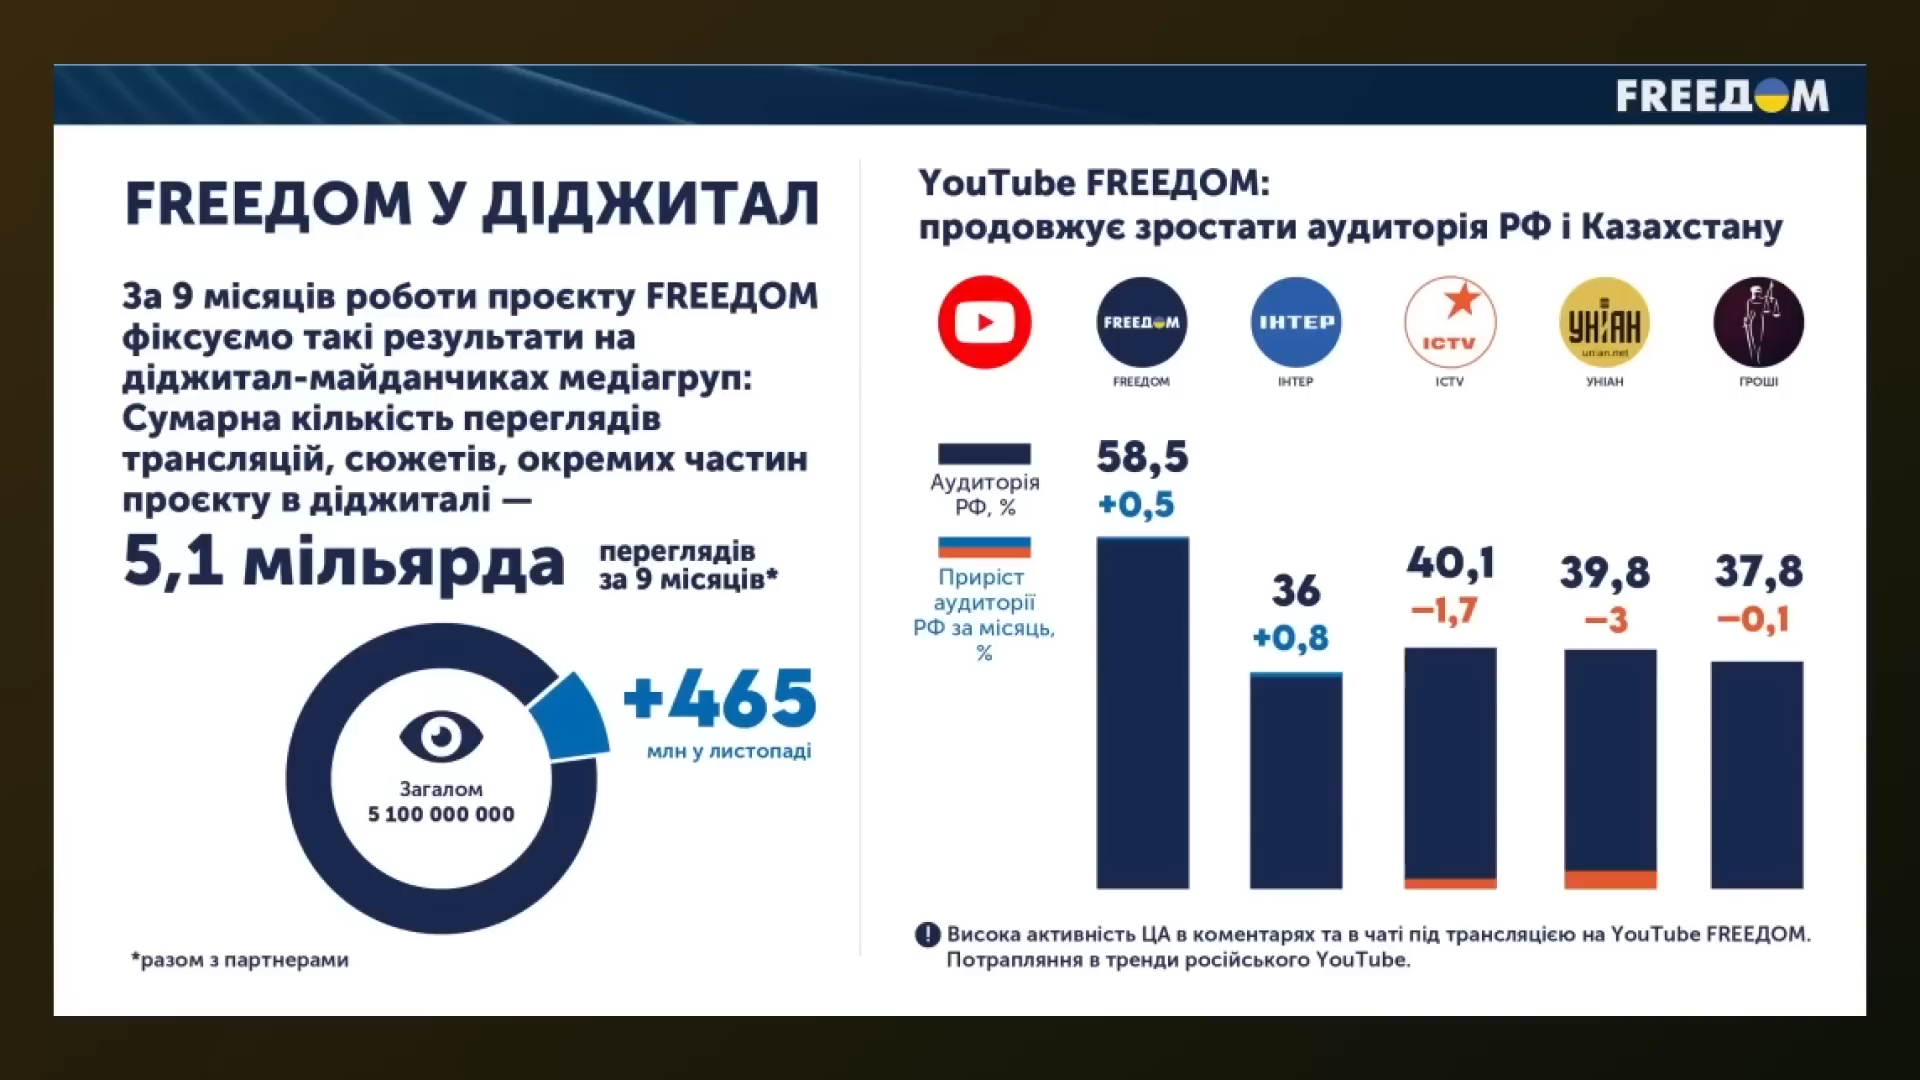 FREEДOM
FREEДОМ У ДІДЖИТАЛ
За 9 місяців роботи проєкту FREEДОМ
фіксуємо такі результати на
діджитал-майданчиках медіагруп:
Сумарна кількість переглядів
трансляцій, сюжетів, окремих частин
проєкту в діджиталі —
5,1 мільярда
переглядів
за 9 місяців*
+465
млн у листопаді
Загалом
5 100 000 000
*разом з партнерами
YouTube FREEДОМ:
продовжує зростати аудиторія РФ і Казахстану
FREEДOM
ІНТЕР
ICTV
УНІАН
unian.net
FREEДОМ
ІНТЕР
ICTV
УНІАН
ГРОШІ
Аудиторія
РФ, %
Приріст
аудиторії
РФ за місяць,
%
58,5
+0,5
36
+0,8
40,1
–1,7
39,8
–3
37,8
–0,1
Висока активність ЦА в коментарях та в чаті під трансляцією на YouTube FREEДОМ.
Потрапляння в тренди російського YouTube.